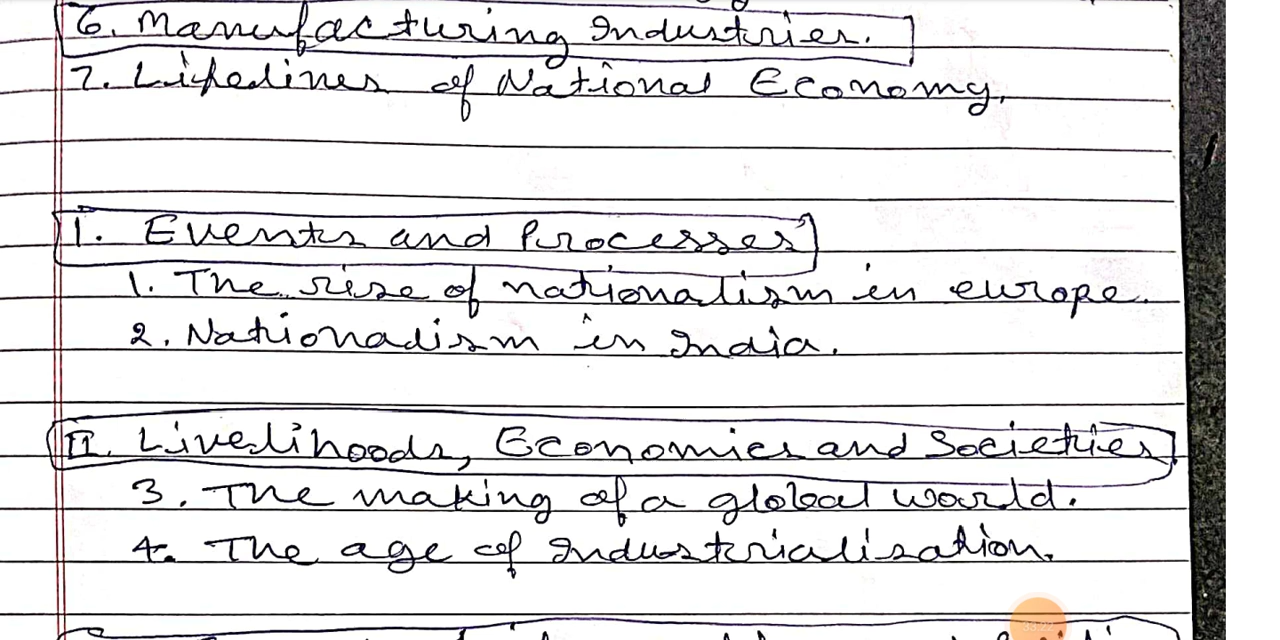 6. Manufacturing Industries.
7. Lifelines of National Economy.
I. Events and Processes
1. The rise of nationalism in europe.
2. Nationalism in India.
II. Livelihoods, Economies and Societies.
3. The making of a global world.
4. The age of Industrialisation.